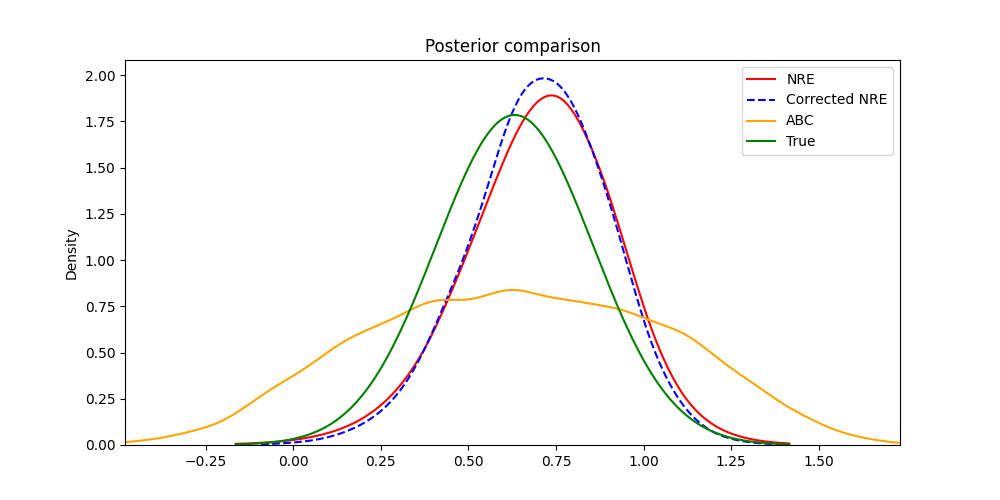 Posterior comparison
NRE
Corrected NRE
ABC
True
Density
2.00
1.75
1.50
1.25
1.00
0.75
0.50
0.25
0.00
−0.25 0.00 0.25 0.50 0.75 1.00 1.25 1.50